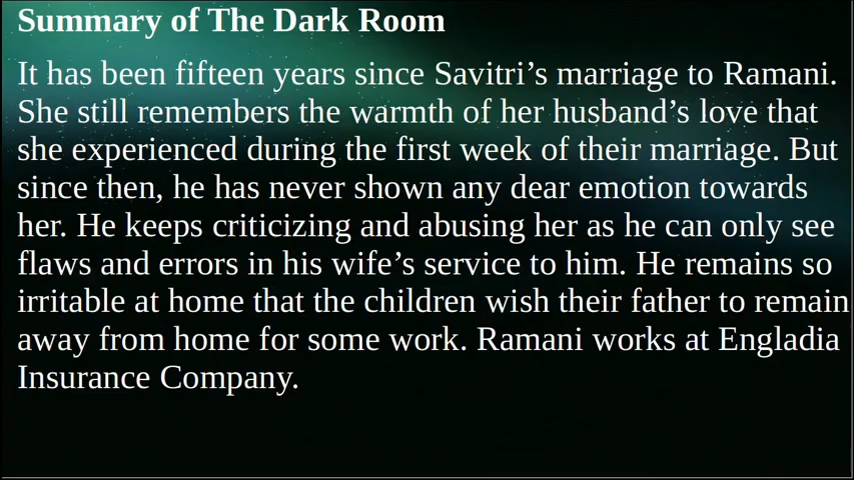 Summary of The Dark Room
It has been fifteen years since Savitri’s marriage to Ramani.
She still remembers the warmth of her husband’s love that
she experienced during the first week of their marriage. But
since then, he has never shown any dear emotion towards
her. He keeps criticizing and abusing her as he can only see
flaws and errors in his wife’s service to him. He remains so
irritable at home that the children wish their father to remain
away from home for some work. Ramani works at Engladia
Insurance Company.